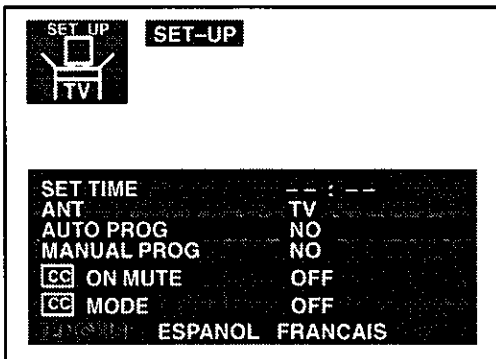 SET UP
TV
SET–UP
SET TIME – – : – –
ANT TV
AUTO PROG NO
MANUAL PROG NO
CC ON MUTE OFF
CC MODE OFF
ESPANOL FRANCAIS